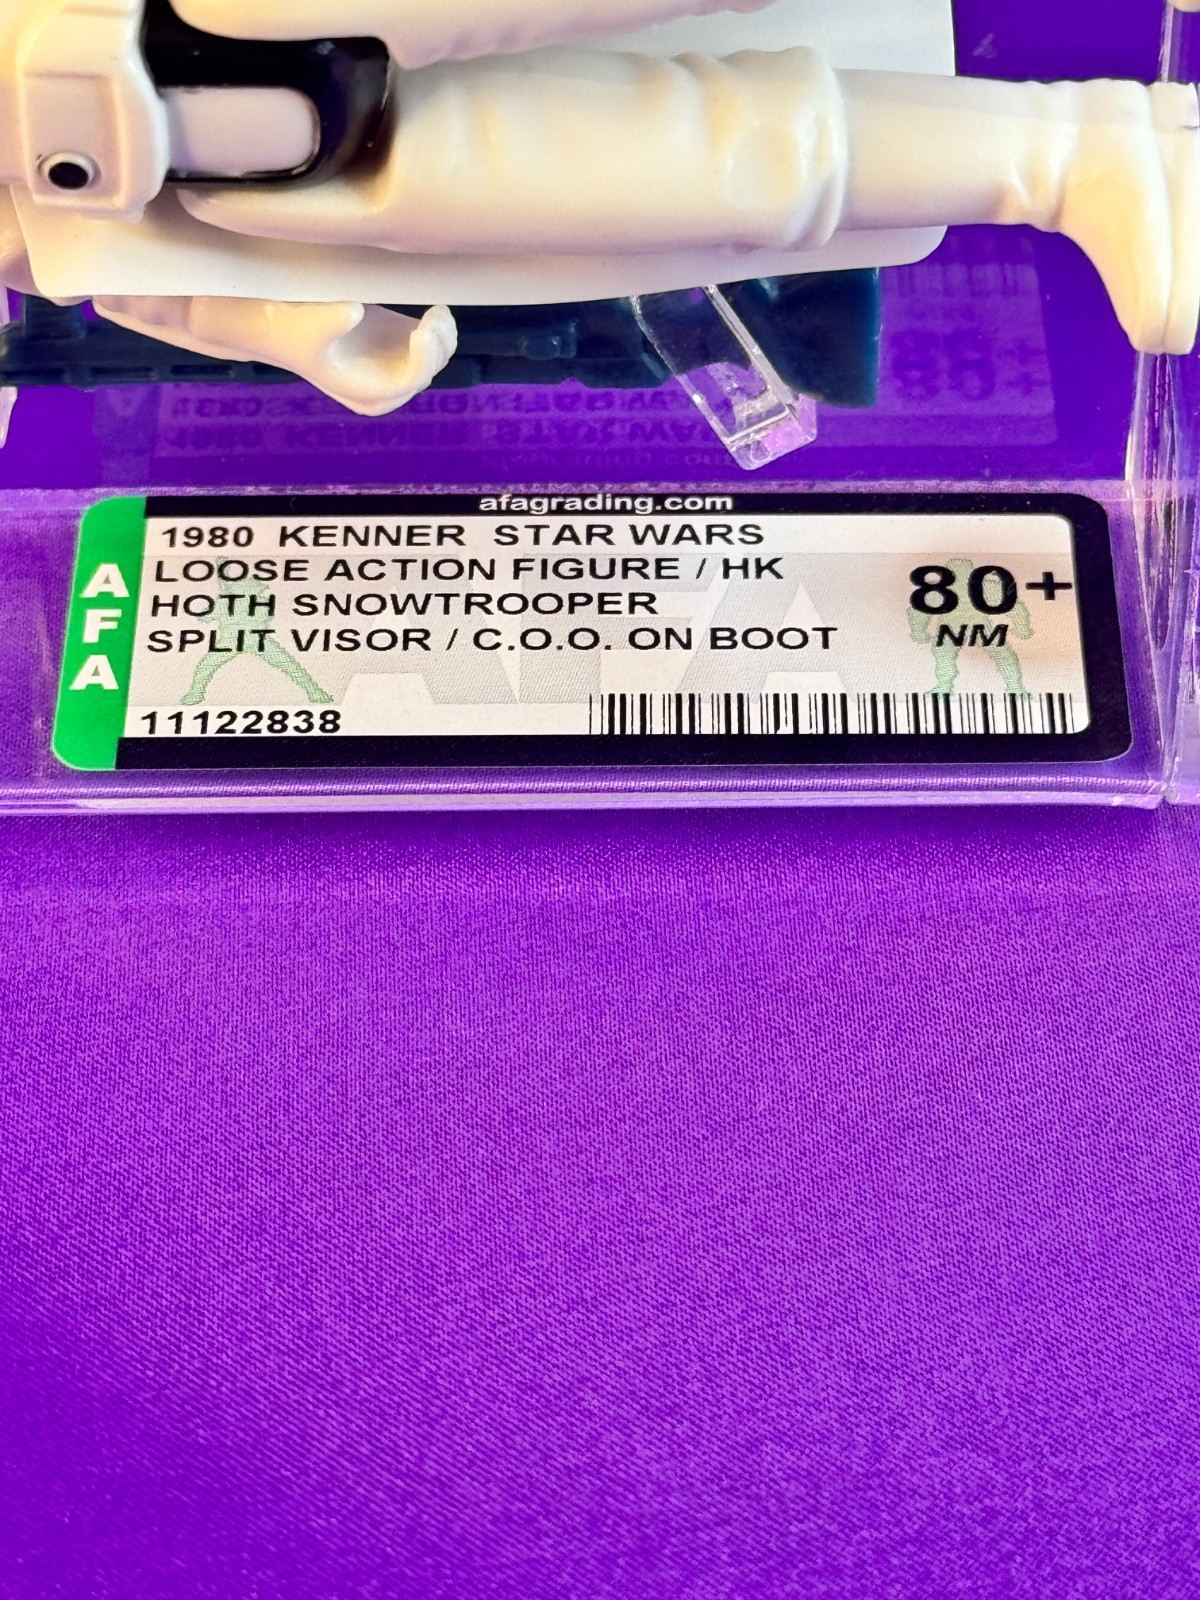 afagrading.com
AFA
1980 KENNER STAR WARS
LOOSE ACTION FIGURE / HK
HOTH SNOWTROOPER
SPLIT VISOR / C.O.O. ON BOOT
80+
NM
11122838